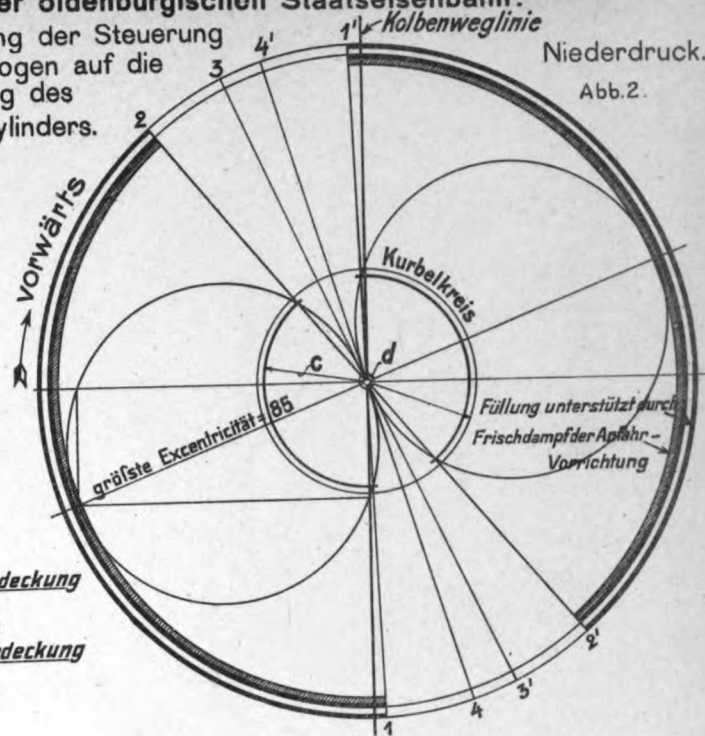 er oldenburgischen Staatseisenbahn.
ng der Steuerung
ogen auf die
g des
ylinders.
Niederdruck.
Abb.2.
Kolbenweglinie
1'
4'
3
2
vorwärts
Kurbelkreis
c
d
größte Excentricität=85
Füllung unterstützt durch
Frischdampf der Anfahr-
Vorrichtung
deckung
deckung
2'
3'
4
1